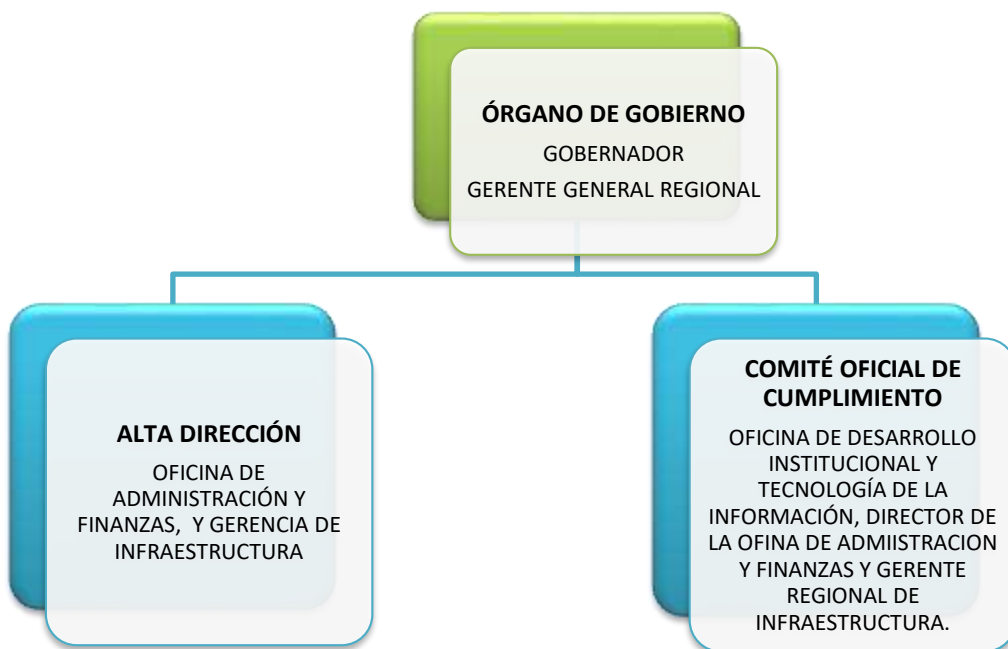 ÓRGANO DE GOBIERNO
GOBERNADOR
GERENTE GENERAL REGIONAL
ALTA DIRECCIÓN
OFICINA DE
ADMINISTRACIÓN Y
FINANZAS, Y GERENCIA DE
INFRAESTRUCTURA
COMITÉ OFICIAL DE
CUMPLIMIENTO
OFICINA DE DESARROLLO
INSTITUCIONAL Y
TECNOLOGÍA DE LA
INFORMACIÓN, DIRECTOR DE
LA OFINA DE ADMIISTRACION
Y FINANZAS Y GERENTE
REGIONAL DE
INFRAESTRUCTURA.